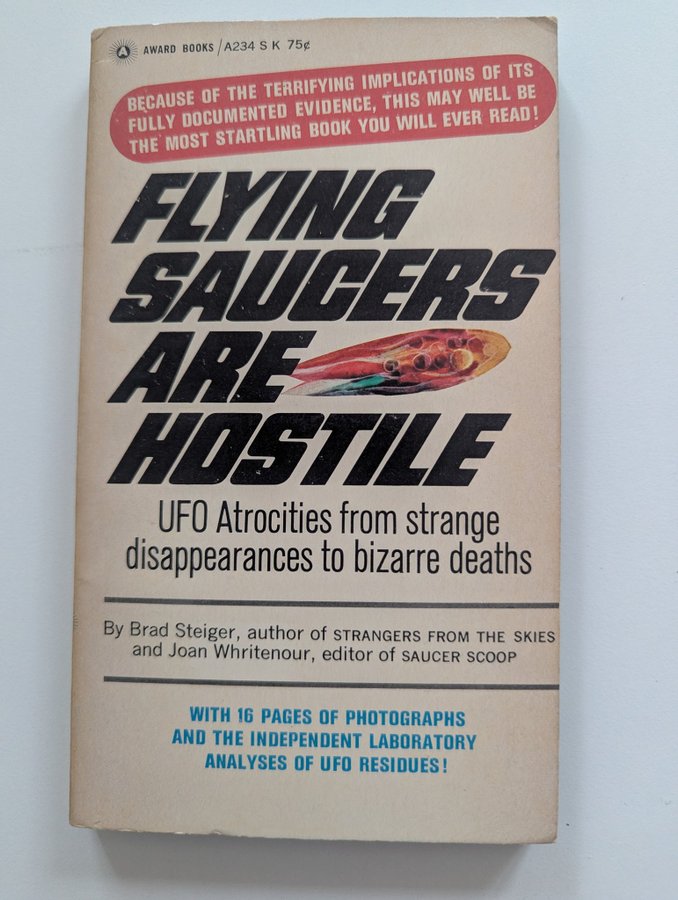 A AWARD BOOKS / A234 S K 75¢
BECAUSE OF THE TERRIFYING IMPLICATIONS OF ITS
FULLY DOCUMENTED EVIDENCE, THIS MAY WELL BE
THE MOST STARTLING BOOK YOU WILL EVER READ!
FLYING
SAUCERS
ARE
HOSTILE
UFO Atrocities from strange
disappearances to bizarre deaths
By Brad Steiger, author of STRANGERS FROM THE SKIES
and Joan Whritenour, editor of SAUCER SCOOP
WITH 16 PAGES OF PHOTOGRAPHS
AND THE INDEPENDENT LABORATORY
ANALYSES OF UFO RESIDUES!